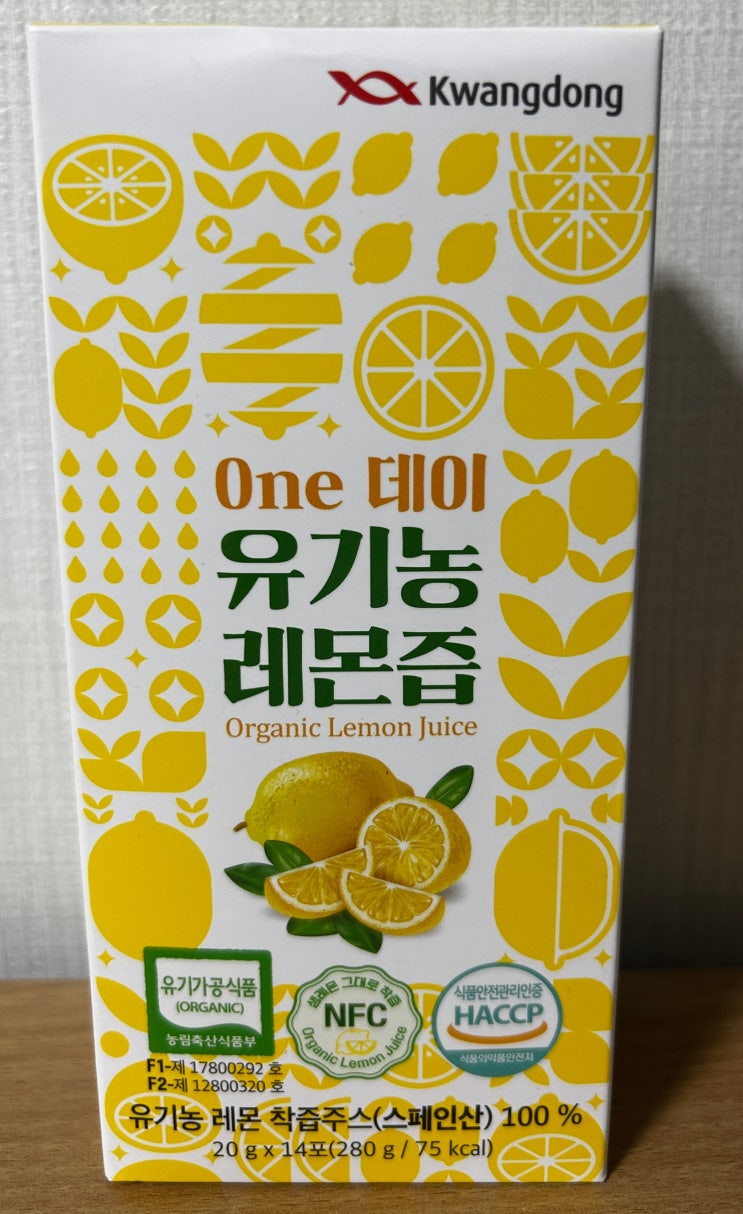 Kwangdong
One 데이
유기농
레몬즙
Organic Lemon Juice
유기가공식품
(ORGANIC)
농림축산식품부
생레몬 그대로 착즙
NFC
Organic Lemon Juice
식품안전관리인증
HACCP
식품의약품안전처
F1-제 17800292 호
F2-제 12800320 호
유기농 레몬 착즙주스(스페인산) 100 %
20 g x 14포(280 g / 75 kcal)